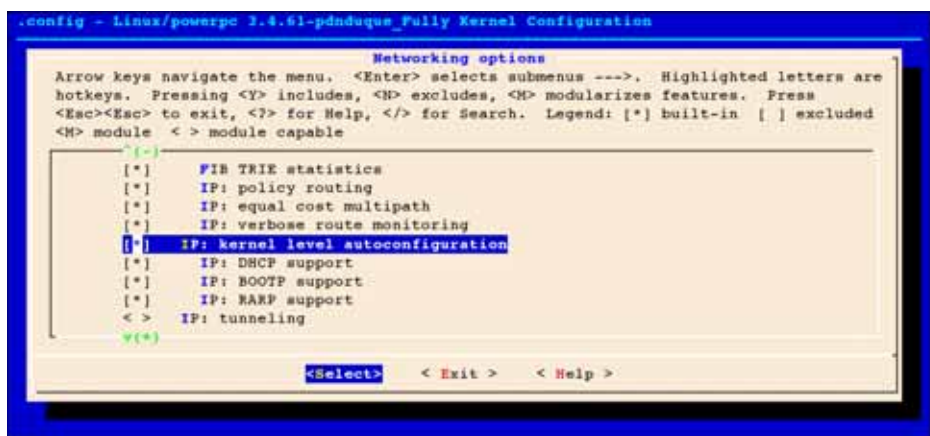 .config - Linux/powerpc 3.4.61-pdnduque_Fully Kernel Configuration
Networking options
Arrow keys navigate the menu. <Enter> selects submenus --->. Highlighted letters are
hotkeys. Pressing <Y> includes, <N> excludes, <M> modularizes features. Press
<Esc><Esc> to exit, <?> for Help, </> for Search. Legend: [*] built-in [ ] excluded
<M> module < > module capable
^(-)
[*] FIB TRIE statistics
[*] IP: policy routing
[*] IP: equal cost multipath
[*] IP: verbose route monitoring
[*] IP: kernel level autoconfiguration
[*] IP: DHCP support
[*] IP: BOOTP support
[*] IP: RARP support
< > IP: tunneling
v(+)
<Select> < Exit > < Help >